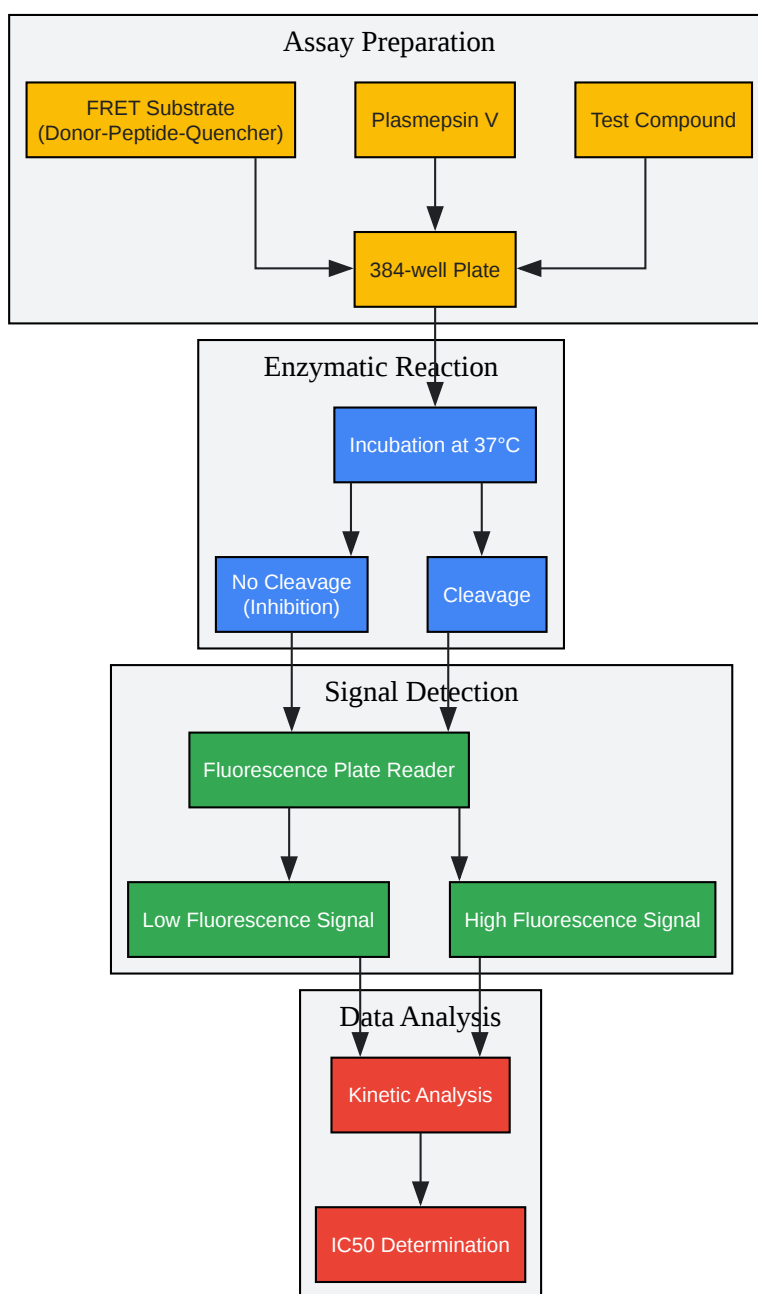 Assay Preparation
FRET Substrate
(Donor-Peptide-Quencher)
Plasmepsin V
Test Compound
384-well Plate
Enzymatic Reaction
Incubation at 37°C
No Cleavage
(Inhibition)
Cleavage
Signal Detection
Fluorescence Plate Reader
Low Fluorescence Signal
High Fluorescence Signal
Data Analysis
Kinetic Analysis
IC50 Determination